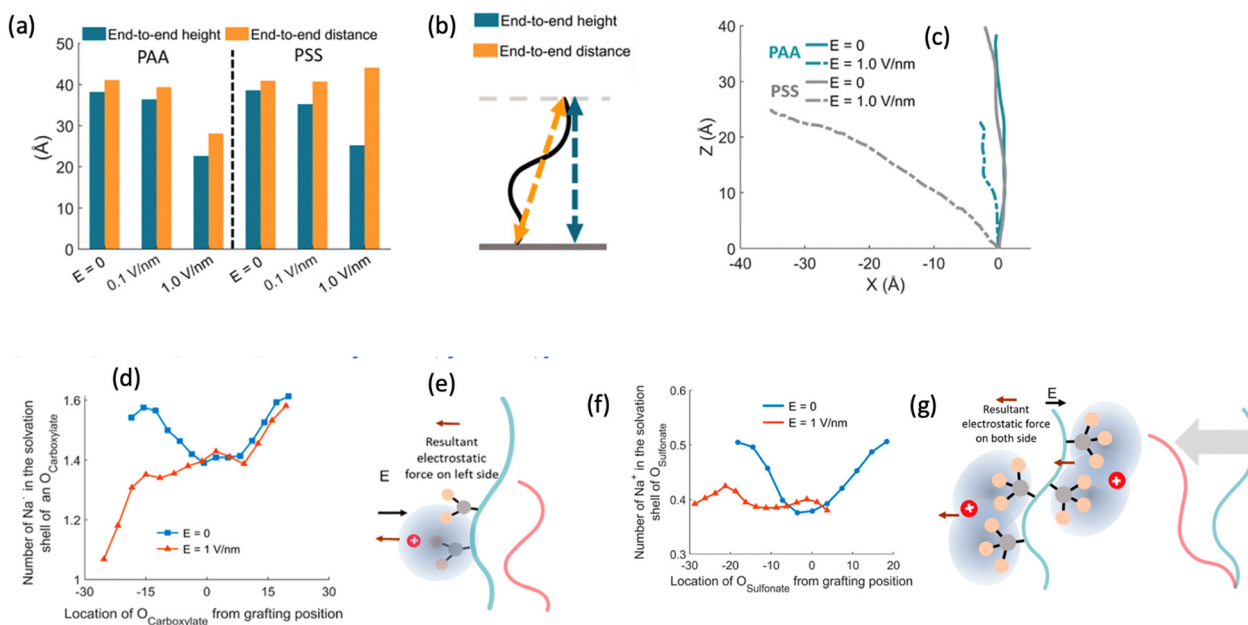 (a)
End-to-end height
End-to-end distance
PAA
PSS
50
40
30
20
10
0
(Å)
E = 0
0.1 V/nm
1.0 V/nm
E = 0
0.1 V/nm
1.0 V/nm
(b)
End-to-end height
End-to-end distance
(c)
40
30
20
10
0
Z (Å)
PAA
E = 0
E = 1.0 V/nm
PSS
E = 0
E = 1.0 V/nm
-40
-30
-20
-10
0
X (Å)
(d)
Number of Na⁺ in the solvation
shell of an O_Carboxylate
1.6
1.4
1.2
1
E = 0
E = 1 V/nm
-30
-15
0
15
30
Location of O_Carboxylate from grafting position
(e)
Resultant
electrostatic
force on left side
E
+
(f)
Number of Na⁺ in the solvation
shell of O_Sulfonate
0.6
0.5
0.4
0.3
E = 0
E = 1 V/nm
-30
-20
-10
0
10
20
Location of O_Sulfonate from grafting position
(g)
E
Resultant
electrostatic force
on both side
+
+